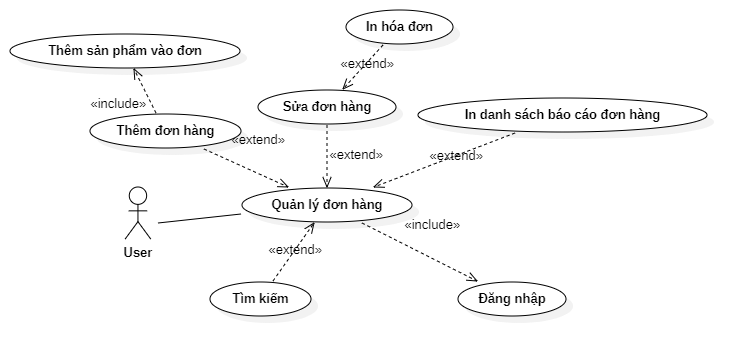 In hóa đơn
Thêm sản phẩm vào đơn
«extend»
«include»
Sửa đơn hàng
In danh sách báo cáo đơn hàng
Thêm đơn hàng
«extend»
«extend»
«extend»
Quản lý đơn hàng
«include»
User
«extend»
Tìm kiếm
Đăng nhập